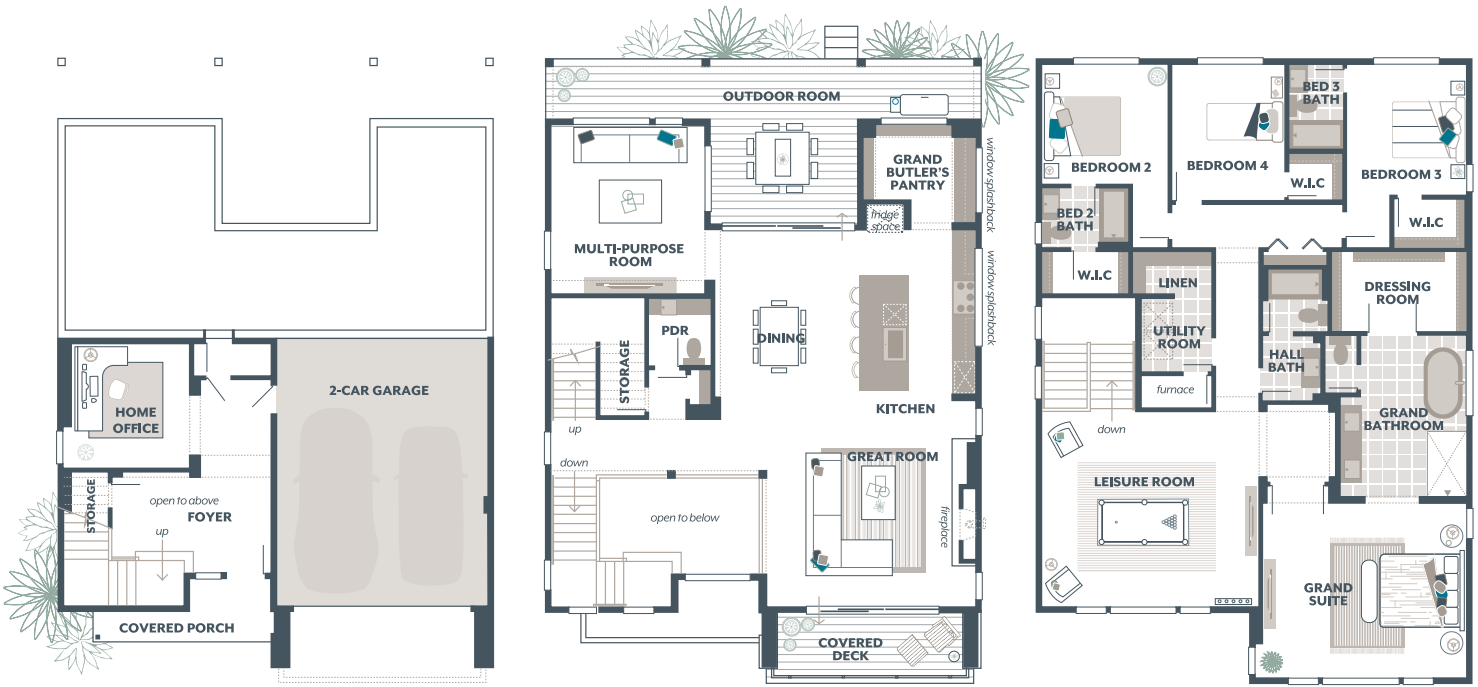 2-CAR GARAGE
HOME
OFFICE
STORAGE
open to above
FOYER
up
COVERED PORCH
OUTDOOR ROOM
GRAND
BUTLER'S
PANTRY
window splashback
fridge
space
MULTI-PURPOSE
ROOM
window splashback
PDR
DINING
STORAGE
KITCHEN
up
down
GREAT ROOM
open to below
fireplace
COVERED
DECK
BED 3
BATH
BEDROOM 2
BEDROOM 4
BEDROOM 3
W.I.C
BED 2
BATH
W.I.C
W.I.C
LINEN
DRESSING
ROOM
UTILITY
ROOM
HALL
BATH
furnace
GRAND
BATHROOM
down
LEISURE ROOM
GRAND
SUITE